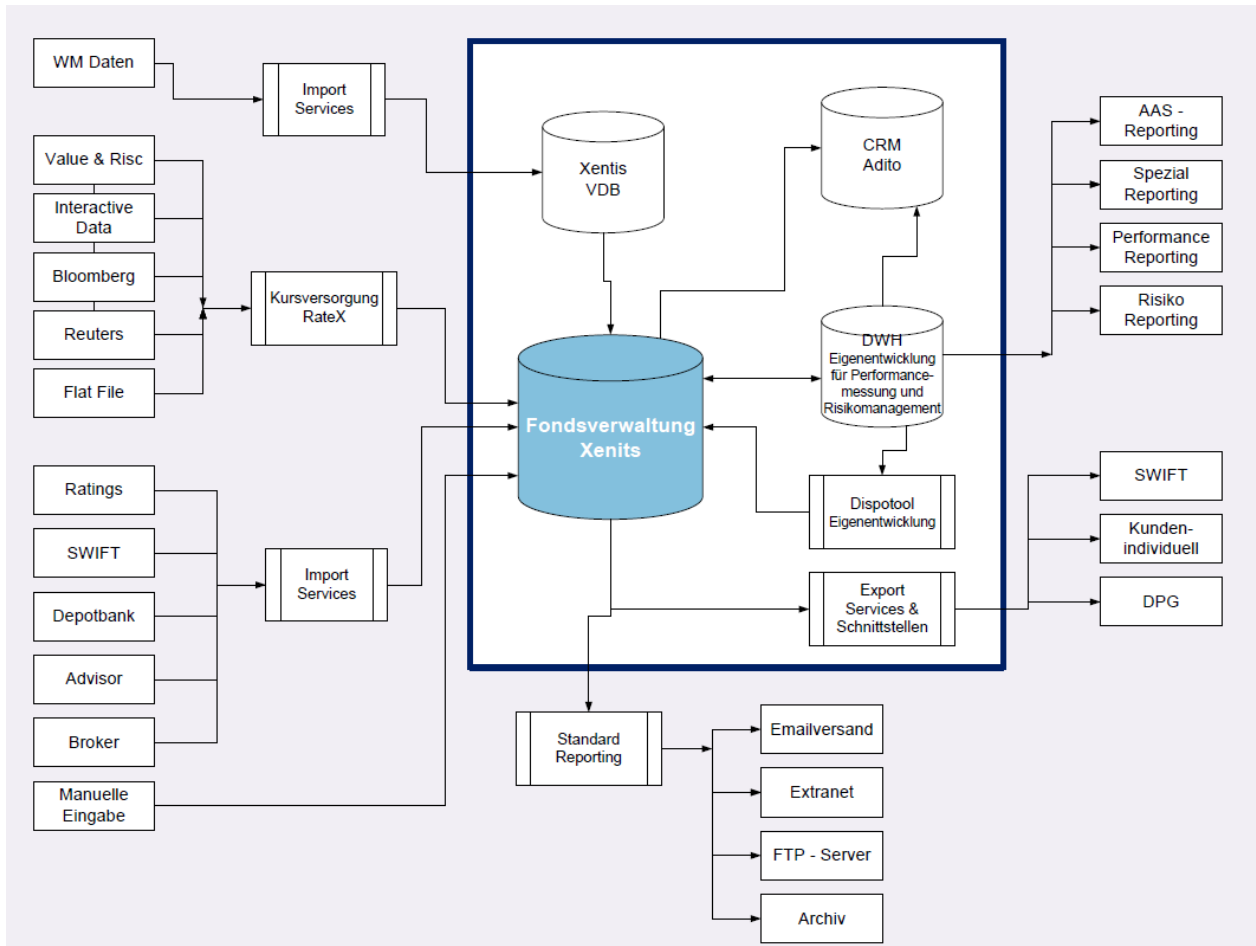 WM Daten
Import
Services
Value & Risc
Interactive
Data
Bloomberg
Reuters
Flat File
Kursversorgung
RateX
Ratings
SWIFT
Depotbank
Advisor
Broker
Manuelle
Eingabe
Import
Services
Xentis
VDB
CRM
Adito
Fondsverwaltung
Xenits
DWH
Eigenentwicklung
für Performance-
messung und
Risikomanagement
Dispotool
Eigenentwicklung
Export
Services &
Schnittstellen
AAS -
Reporting
Spezial
Reporting
Performance
Reporting
Risiko
Reporting
SWIFT
Kunden-
individuell
DPG
Standard
Reporting
Emailversand
Extranet
FTP - Server
Archiv